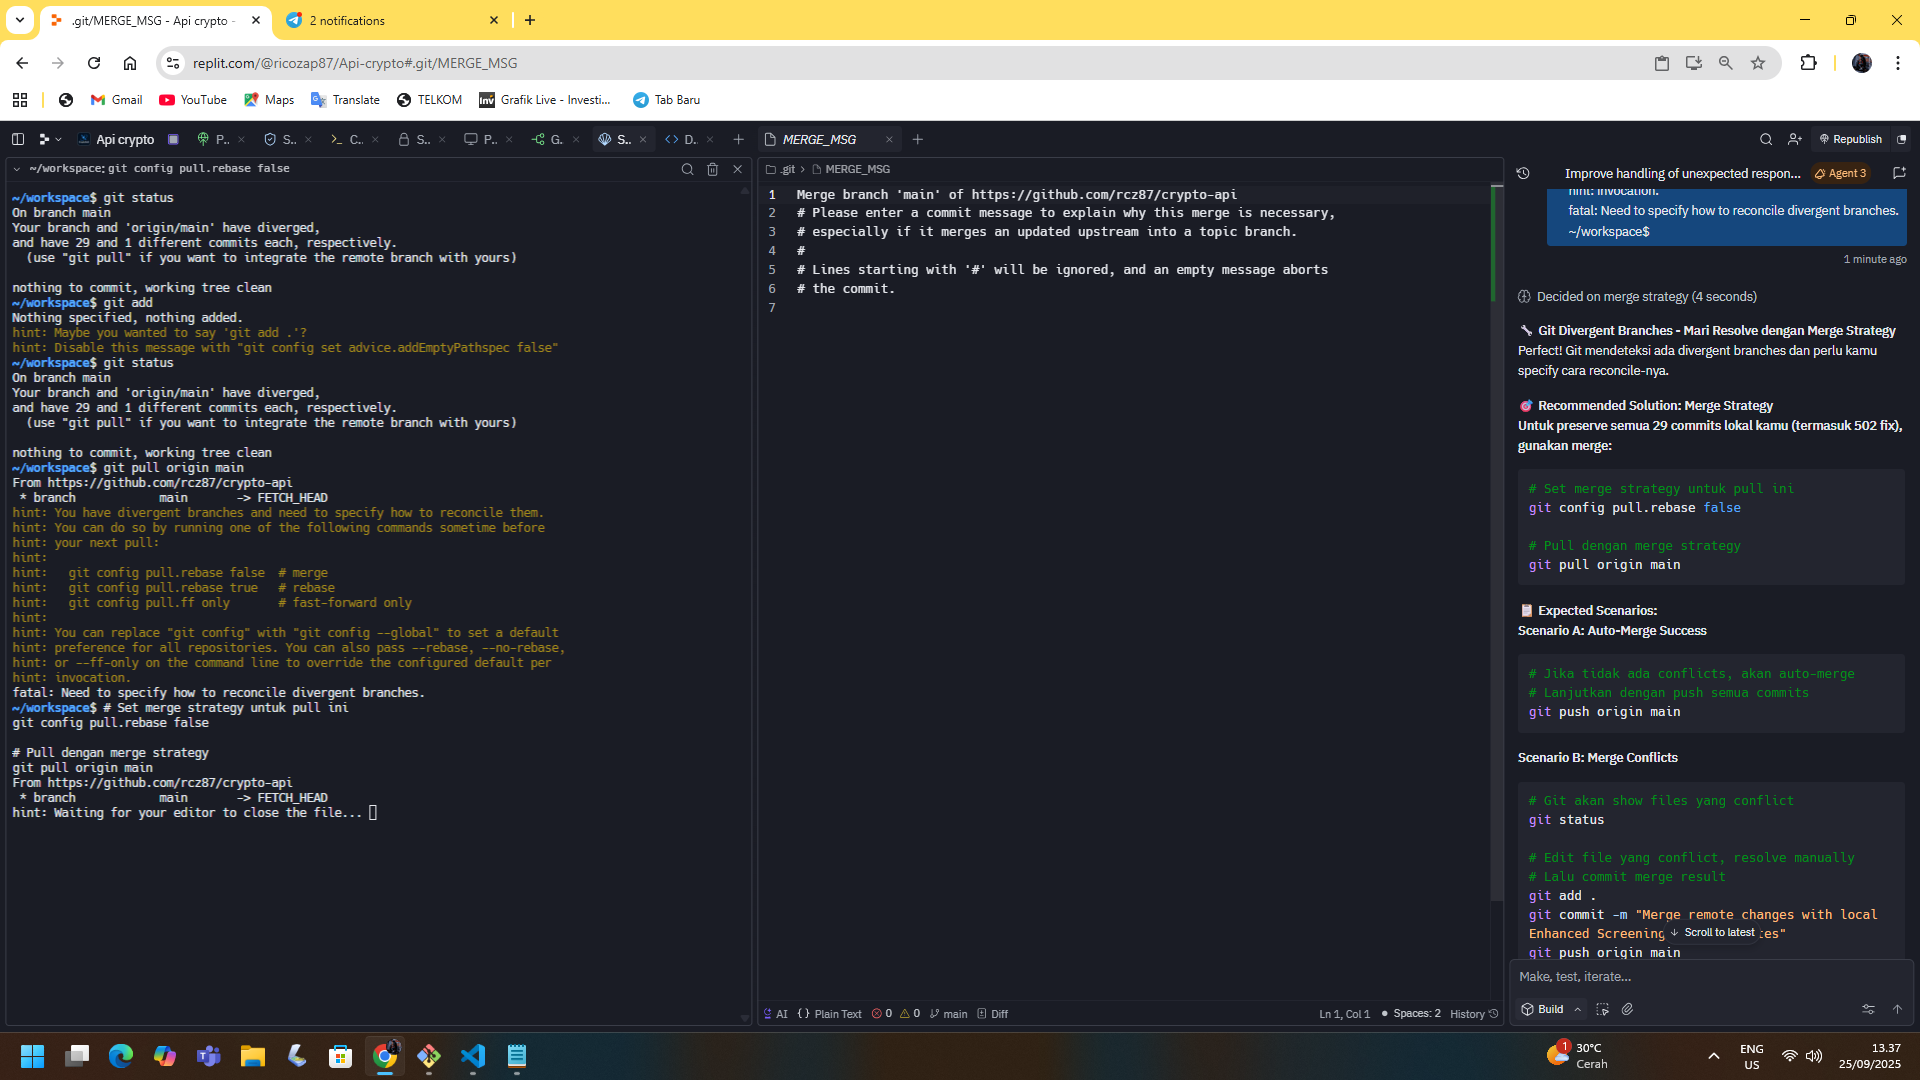 .git/MERGE_MSG - Api crypto -
2 notifications
replit.com/@ricozap87/Api-crypto#.git/MERGE_MSG
Gmail
YouTube
Maps
Translate
TELKOM
Inv
Grafik Live - Investi...
Tab Baru
Api crypto
P..
S..
C..
S..
P..
G.
S..
D..
MERGE_MSG
Republish
~/workspace: git config pull.rebase false
~/workspace$ git status
On branch main
Your branch and 'origin/main' have diverged,
and have 29 and 1 different commits each, respectively.
(use "git pull" if you want to integrate the remote branch with yours)
nothing to commit, working tree clean
~/workspace$ git add
Nothing specified, nothing added.
hint: Maybe you wanted to say 'git add .'?
hint: Disable this message with "git config set advice.addEmptyPathspec false"
~/workspace$ git status
On branch main
Your branch and 'origin/main' have diverged,
and have 29 and 1 different commits each, respectively.
(use "git pull" if you want to integrate the remote branch with yours)
nothing to commit, working tree clean
~/workspace$ git pull origin main
From https://github.com/rcz87/crypto-api
* branch main -> FETCH_HEAD
hint: You have divergent branches and need to specify how to reconcile them.
hint: You can do so by running one of the following commands sometime before
hint: your next pull:
hint:
hint: git config pull.rebase false # merge
hint: git config pull.rebase true # rebase
hint: git config pull.ff only # fast-forward only
hint:
hint: You can replace "git config" with "git config --global" to set a default
hint: preference for all repositories. You can also pass --rebase, --no-rebase,
hint: or --ff-only on the command line to override the configured default per
hint: invocation.
fatal: Need to specify how to reconcile divergent branches.
~/workspace$ # Set merge strategy untuk pull ini
git config pull.rebase false
# Pull dengan merge strategy
git pull origin main
From https://github.com/rcz87/crypto-api
* branch main -> FETCH_HEAD
hint: Waiting for your editor to close the file...
.git > MERGE_MSG
1 Merge branch 'main' of https://github.com/rcz87/crypto-api
2 # Please enter a commit message to explain why this merge is necessary,
3 # especially if it merges an updated upstream into a topic branch.
4 #
5 # Lines starting with '#' will be ignored, and an empty message aborts
6 # the commit.
7
AI
{ } Plain Text
0
0
main
Diff
Ln 1, Col 1
Spaces: 2
History
Improve handling of unexpected respon...
Agent 3
hint: invocation.
fatal: Need to specify how to reconcile divergent branches.
~/workspace$
1 minute ago
Decided on merge strategy (4 seconds)
Git Divergent Branches - Mari Resolve dengan Merge Strategy
Perfect! Git mendeteksi ada divergent branches dan perlu kamu
specify cara reconcile-nya.
Recommended Solution: Merge Strategy
Untuk preserve semua 29 commits lokal kamu (termasuk 502 fix),
gunakan merge:
# Set merge strategy untuk pull ini
git config pull.rebase false
# Pull dengan merge strategy
git pull origin main
Expected Scenarios:
Scenario A: Auto-Merge Success
# Jika tidak ada conflicts, akan auto-merge
# Lanjutkan dengan push semua commits
git push origin main
Scenario B: Merge Conflicts
# Git akan show files yang conflict
git status
# Edit file yang conflict, resolve manually
# Lalu commit merge result
git add .
git commit -m "Merge remote changes with local
Enhanced Screening
Scroll to latest
git push origin main
Make, test, iterate...
Build
1
30°C
Cerah
ENG
US
13.37
25/09/2025